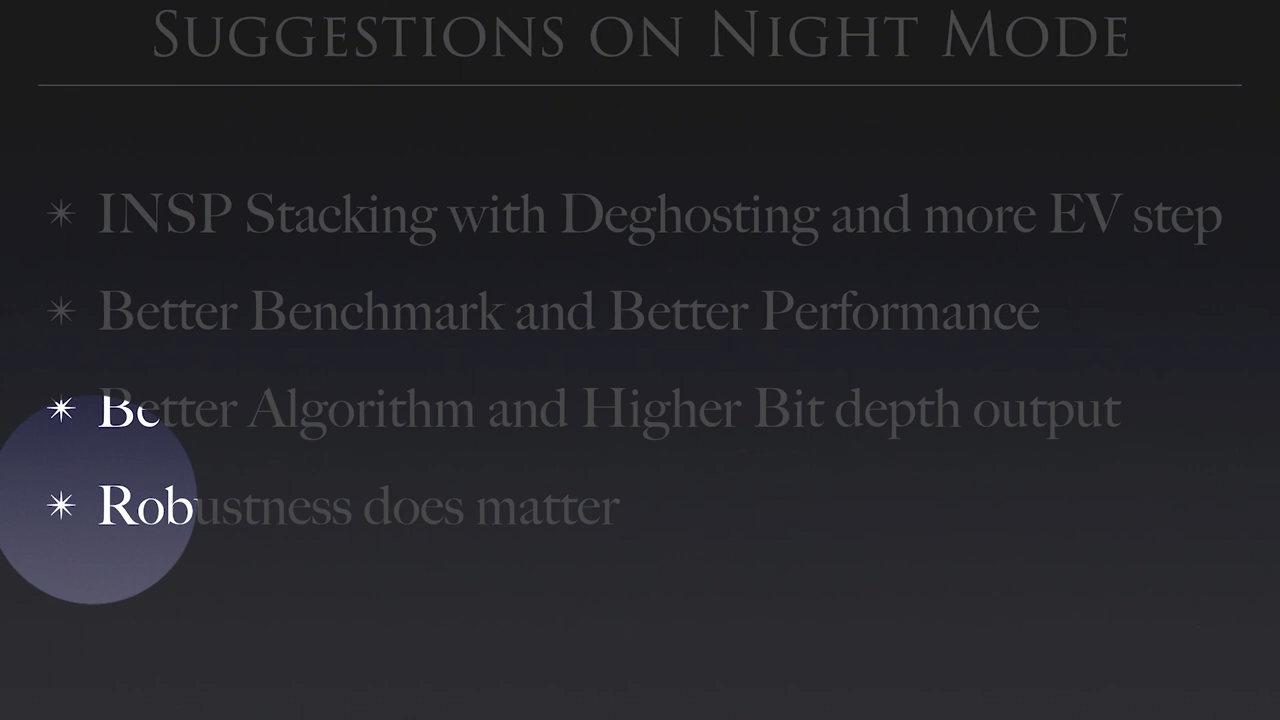 Suggestions on Night Mode
INSP Stacking with Deghosting and more EV step
Better Benchmark and Better Performance
Better Algorithm and Higher Bit depth output
Robustness does matter